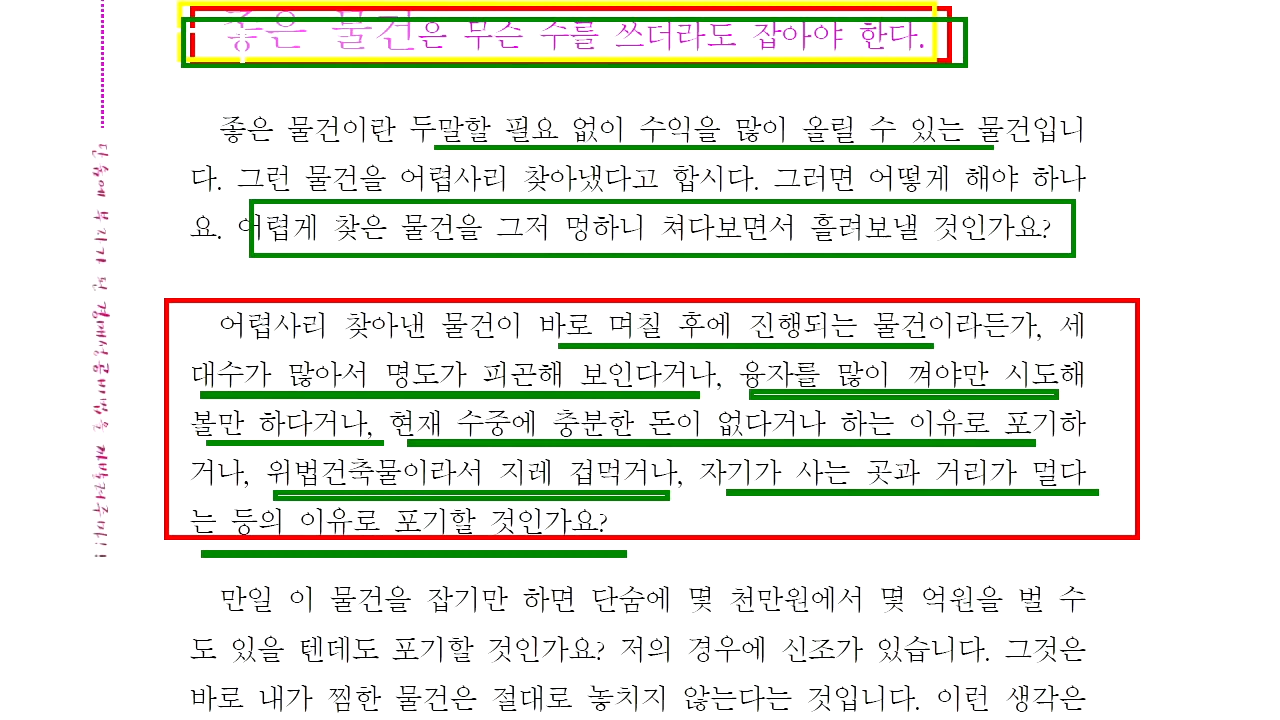 좋은 물건은 무슨 수를 쓰더라도 잡아야 한다.
좋은 물건이란 두말할 필요 없이 수익을 많이 올릴 수 있는 물건입니
다. 그런 물건을 어렵사리 찾아냈다고 합시다. 그러면 어떻게 해야 하나
요. 어렵게 찾은 물건을 그저 멍하니 쳐다보면서 흘려보낼 것인가요?
어렵사리 찾아낸 물건이 바로 며칠 후에 진행되는 물건이라든가, 세
대수가 많아서 명도가 피곤해 보인다거나, 융자를 많이 껴야만 시도해
볼만 하다거나, 현재 수중에 충분한 돈이 없다거나 하는 이유로 포기하
거나, 위법건축물이라서 지레 겁먹거나, 자기가 사는 곳과 거리가 멀다
는 등의 이유로 포기할 것인가요?
만일 이 물건을 잡기만 하면 단숨에 몇 천만원에서 몇 억원을 벌 수
도 있을 텐데도 포기할 것인가요? 저의 경우에 신조가 있습니다. 그것은
바로 내가 찜한 물건은 절대로 놓치지 않는다는 것입니다. 이런 생각은